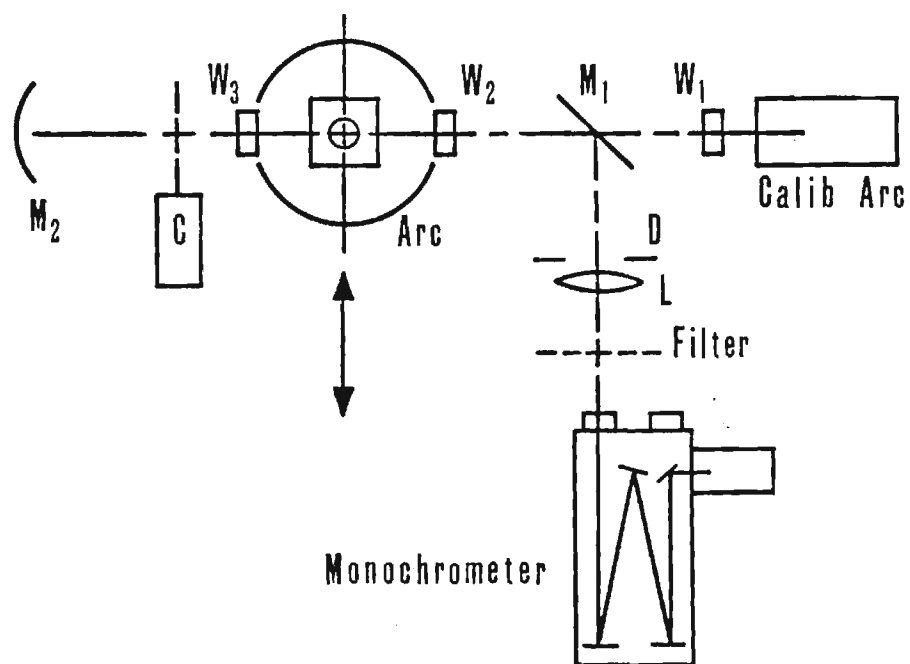 W3
W2
M1
W1
M2
C
Arc
Calib Arc
D
L
Filter
Monochrometer